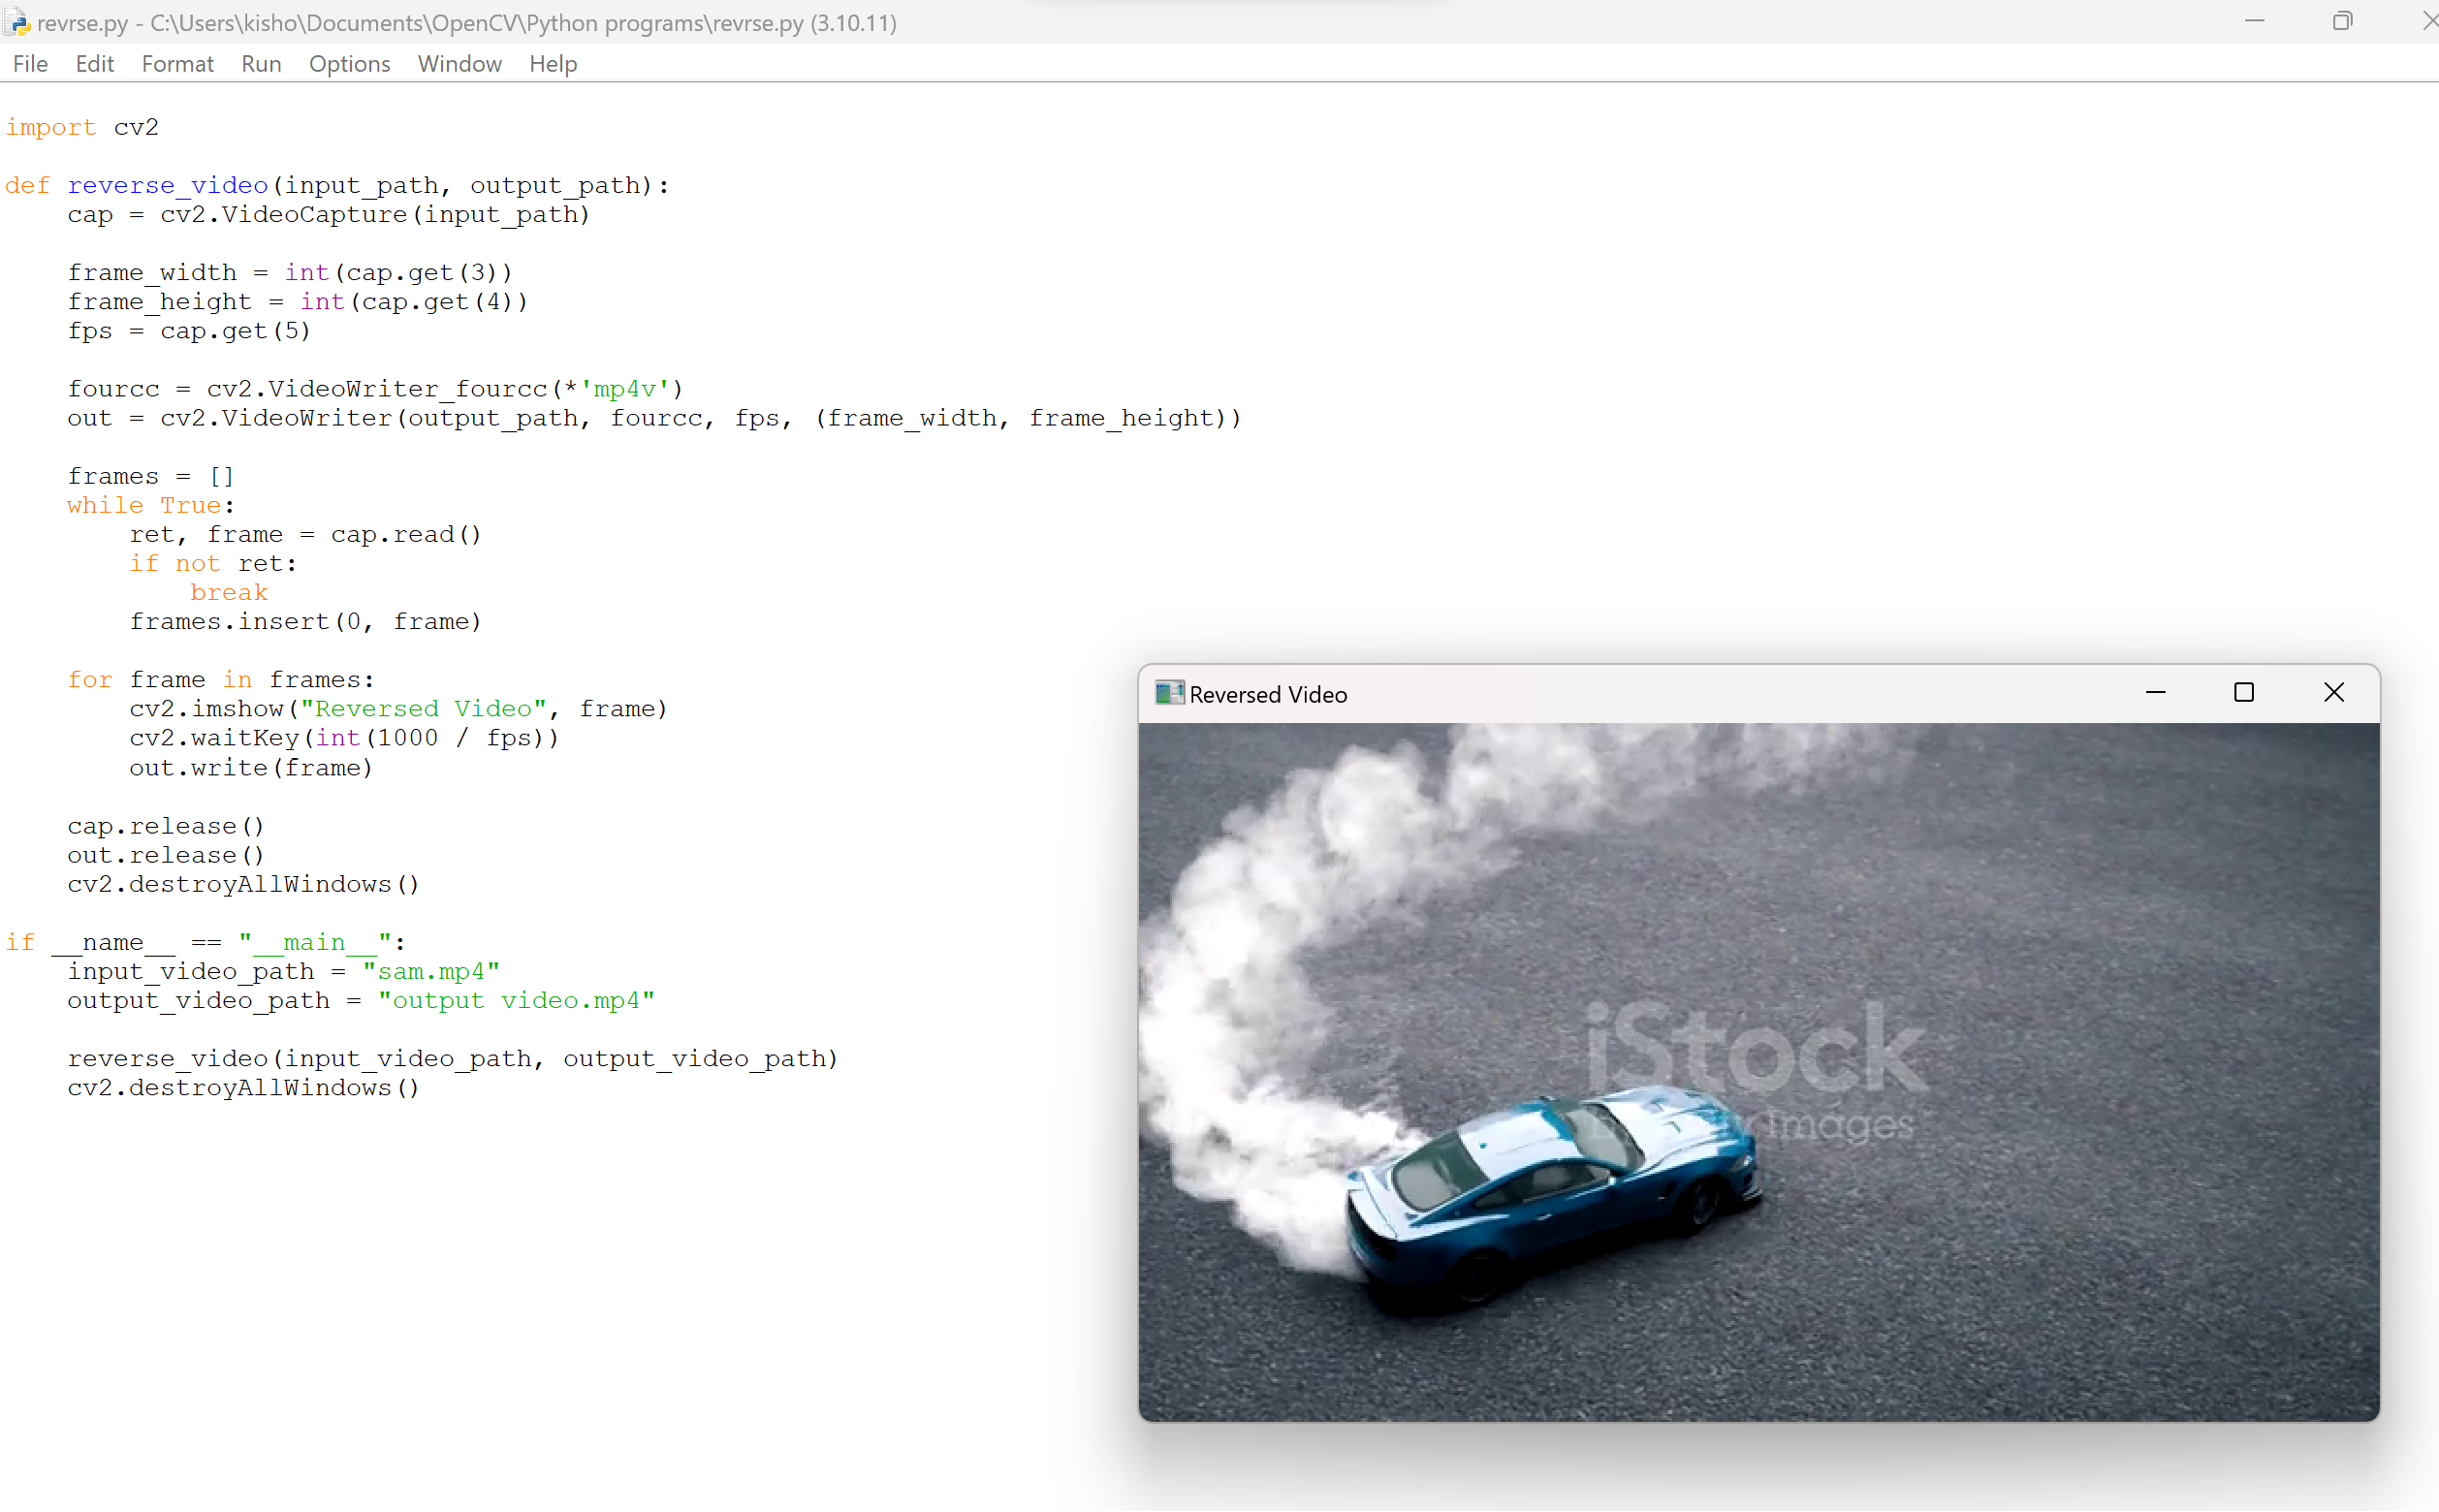 revrse.py - C:\Users\kisho\Documents\OpenCV\Python programs\revrse.py (3.10.11)
File Edit Format Run Options Window Help
import cv2
def reverse_video(input_path, output_path):
    cap = cv2.VideoCapture(input_path)
    frame_width = int(cap.get(3))
    frame_height = int(cap.get(4))
    fps = cap.get(5)
    fourcc = cv2.VideoWriter_fourcc(*'mp4v')
    out = cv2.VideoWriter(output_path, fourcc, fps, (frame_width, frame_height))
    frames = []
    while True:
        ret, frame = cap.read()
        if not ret:
            break
        frames.insert(0, frame)
    for frame in frames:
        cv2.imshow("Reversed Video", frame)
        cv2.waitKey(int(1000 / fps))
        out.write(frame)
    cap.release()
    out.release()
    cv2.destroyAllWindows()
if __name__ == "__main__":
    input_video_path = "sam.mp4"
    output_video_path = "output video.mp4"
    reverse_video(input_video_path, output_video_path)
    cv2.destroyAllWindows()
Reversed Video
iStock
images